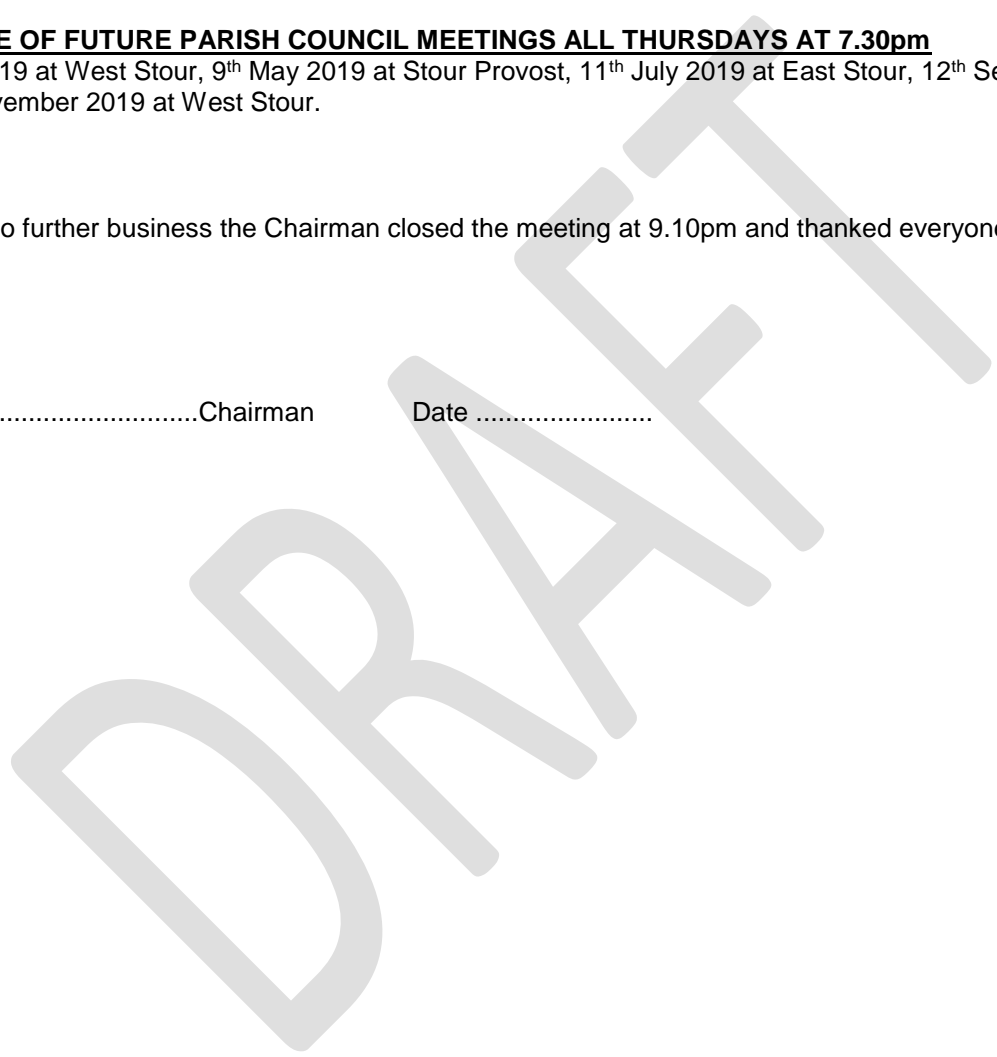 E OF FUTURE PARISH COUNCIL MEETINGS ALL THURSDAYS AT 7.30pm
19 at West Stour, 9th May 2019 at Stour Provost, 11th July 2019 at East Stour, 12th Se
vember 2019 at West Stour.
o further business the Chairman closed the meeting at 9.10pm and thanked everyone
............................Chairman Date ........................
DRAFT